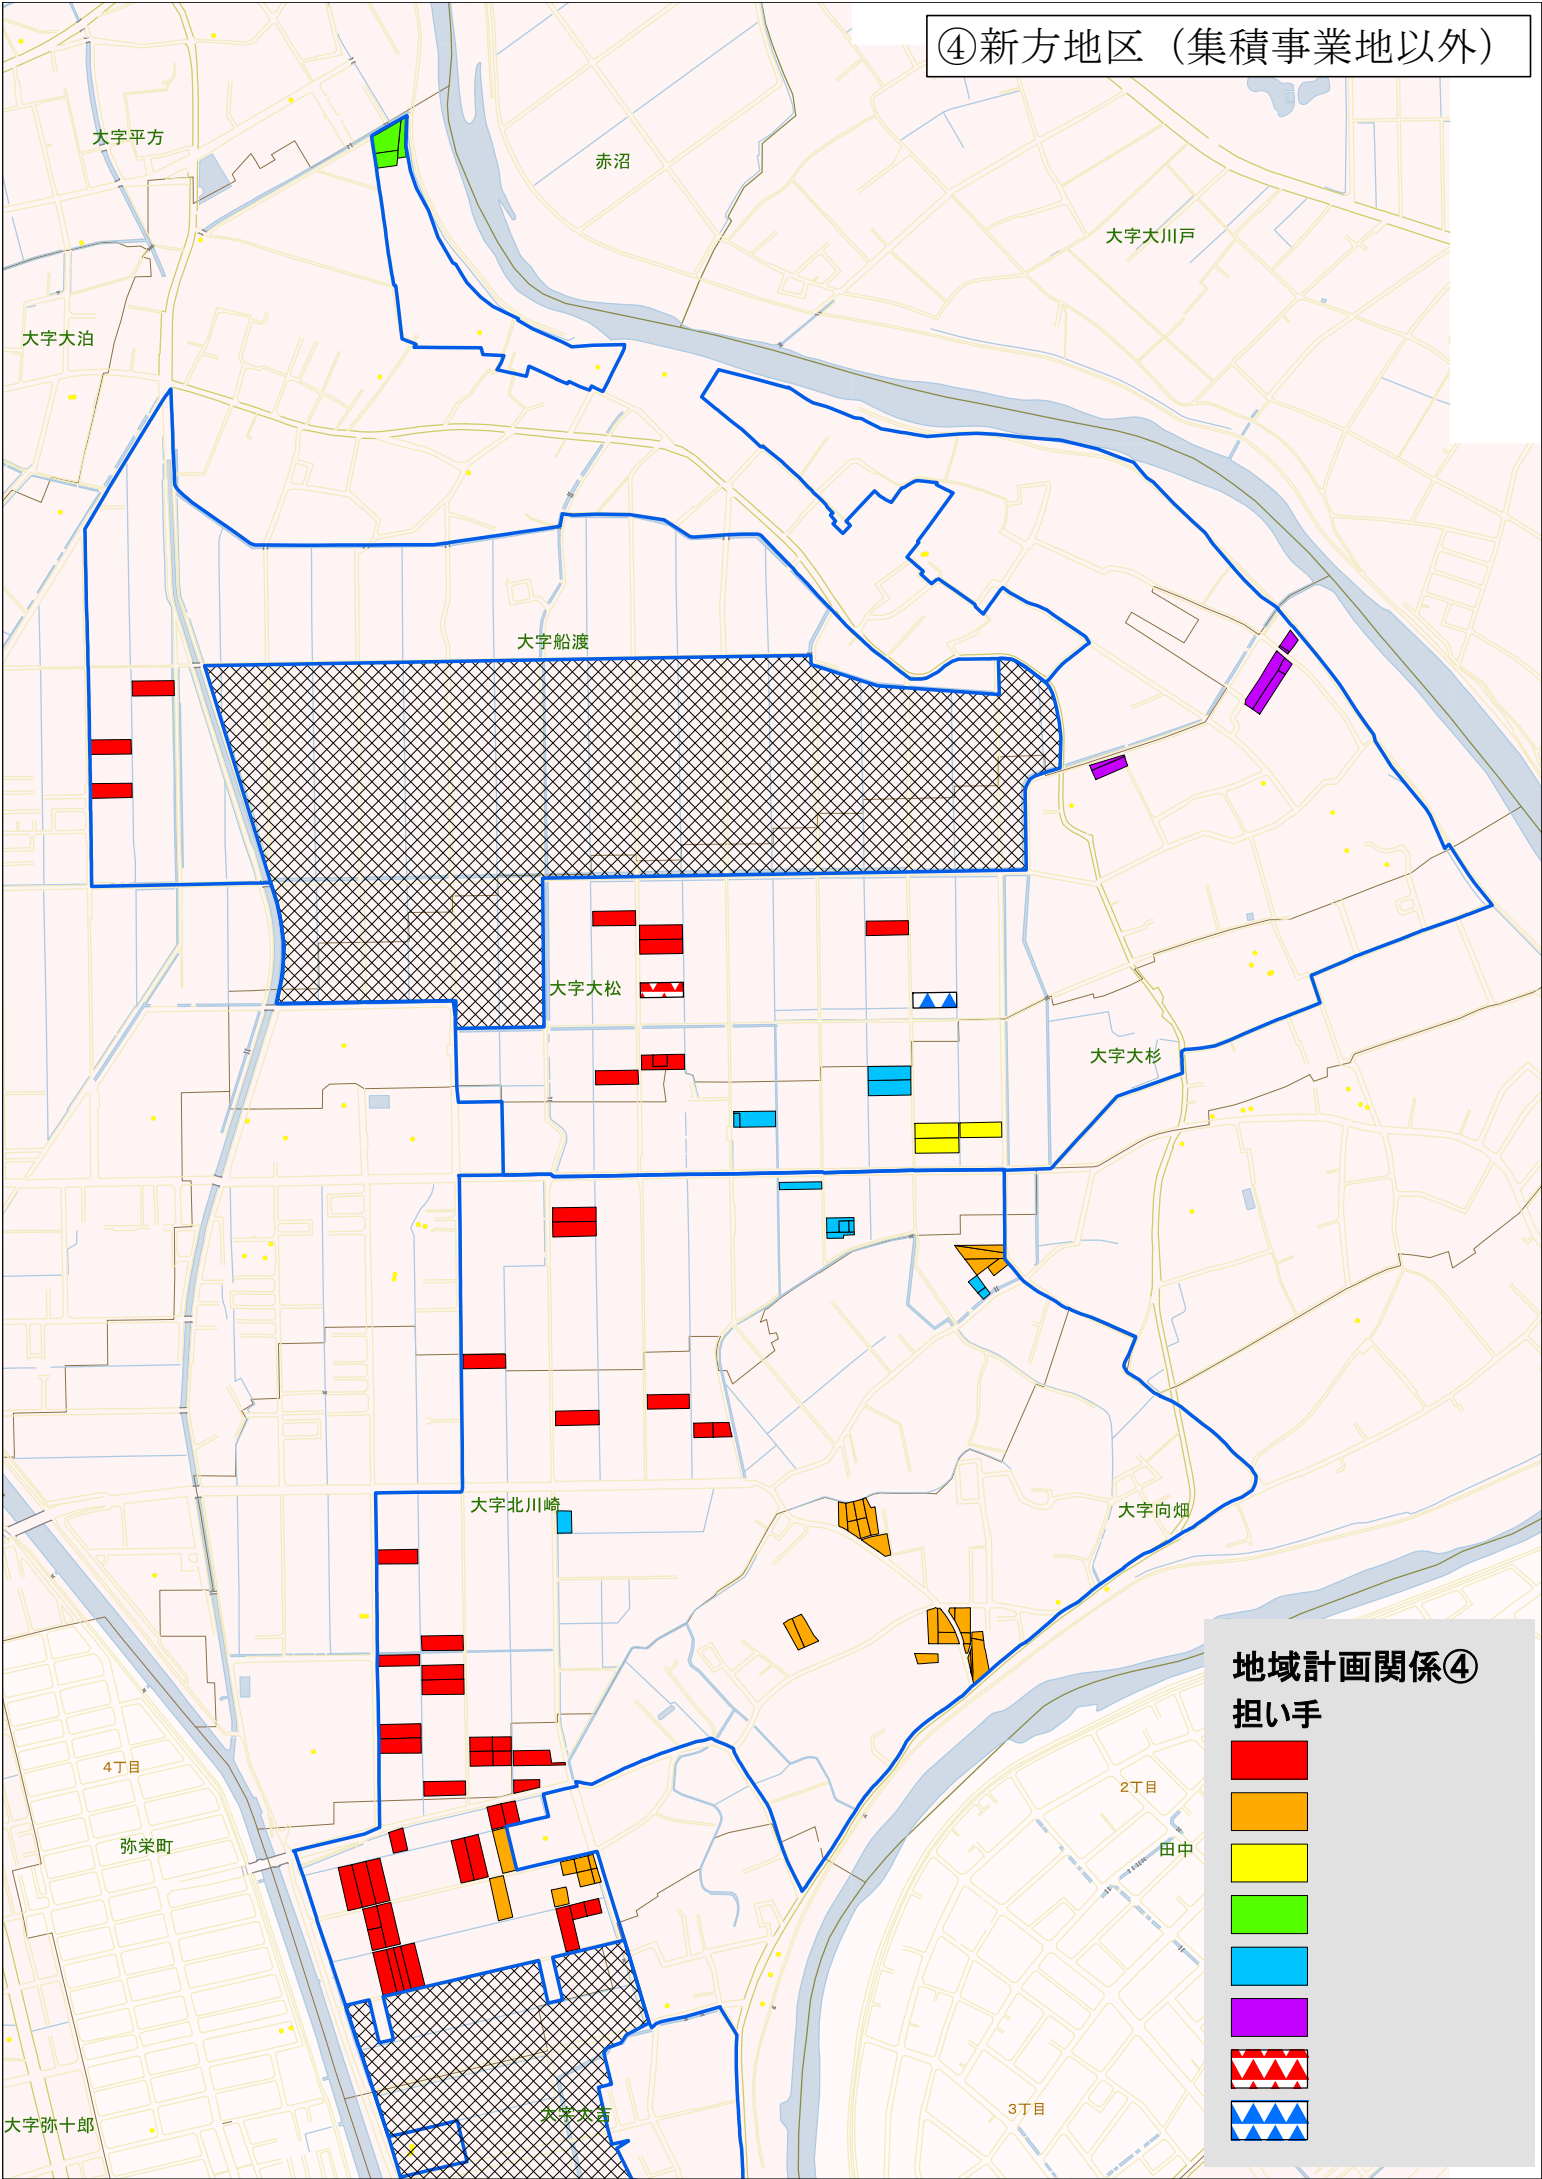 ④新方地区（集積事業地以外）
大字平方
赤沼
大字大川戸
大字大泊
大字船渡
大字大松
大字大杉
大字北川崎
大字向畑
地域計画関係④
担い手
4丁目
2丁目
弥栄町
田中
3丁目
大字大吉
大字弥十郎